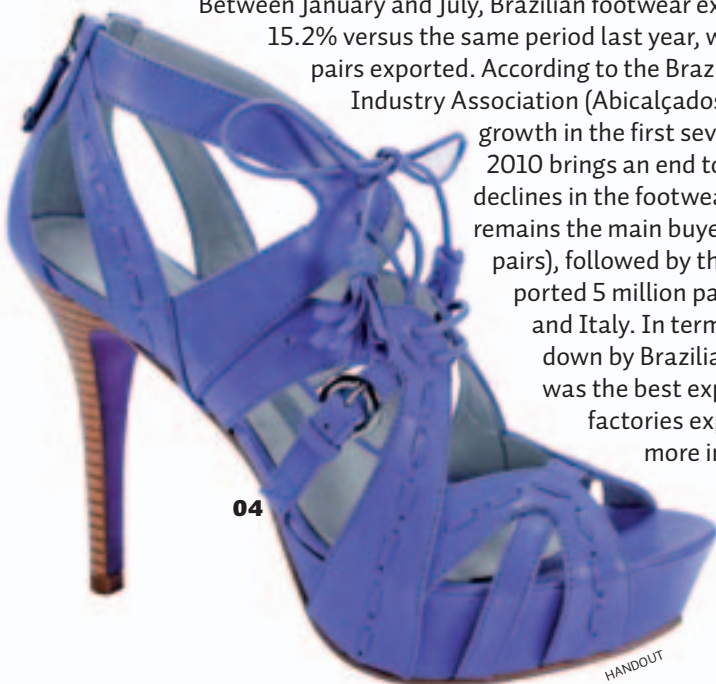 Between January and July, Brazilian footwear ex
15.2% versus the same period last year, w
pairs exported. According to the Braz
Industry Association (Abicalçados
growth in the first sev
2010 brings an end to
declines in the footwea
remains the main buye
pairs), followed by th
ported 5 million pa
and Italy. In term
down by Brazilia
was the best exp
factories exp
more in
04
HANDOUT